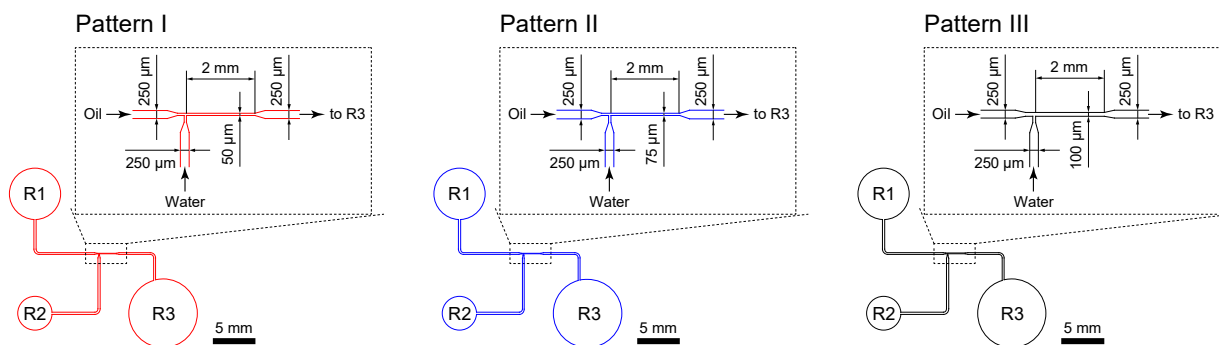 Pattern I
250 µm
2 mm
250 µm
Oil
to R3
250 µm
50 µm
Water
R1
R2
R3
5 mm
Pattern II
250 µm
2 mm
250 µm
Oil
to R3
250 µm
75 µm
Water
R1
R2
R3
5 mm
Pattern III
250 µm
2 mm
250 µm
Oil
to R3
250 µm
100 µm
Water
R1
R2
R3
5 mm